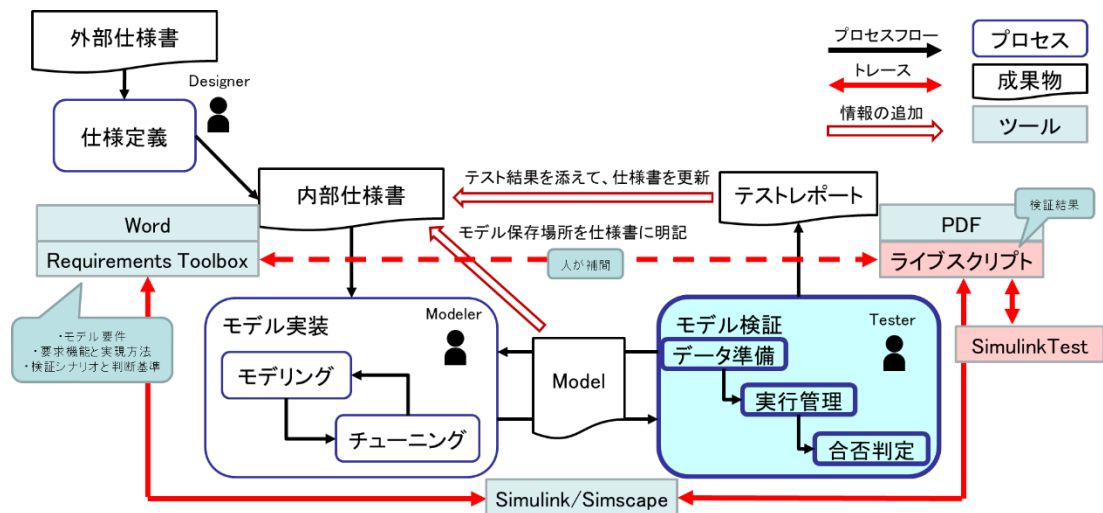 外部仕様書
Designer
仕様定義
プロセスフロー
プロセス
トレース
成果物
情報の追加
ツール
内部仕様書
テスト結果を添えて、仕様書を更新
テストレポート
検証結果
Word
PDF
モデル保存場所を仕様書に明記
Requirements Toolbox
人が補間
ライブスクリプト
・モデル要件
・要求機能と実現方法
・検証シナリオと判断基準
モデル実装
Modeler
モデリング
チューニング
Model
モデル検証
Tester
データ準備
実行管理
合否判定
SimulinkTest
Simulink/Simscape